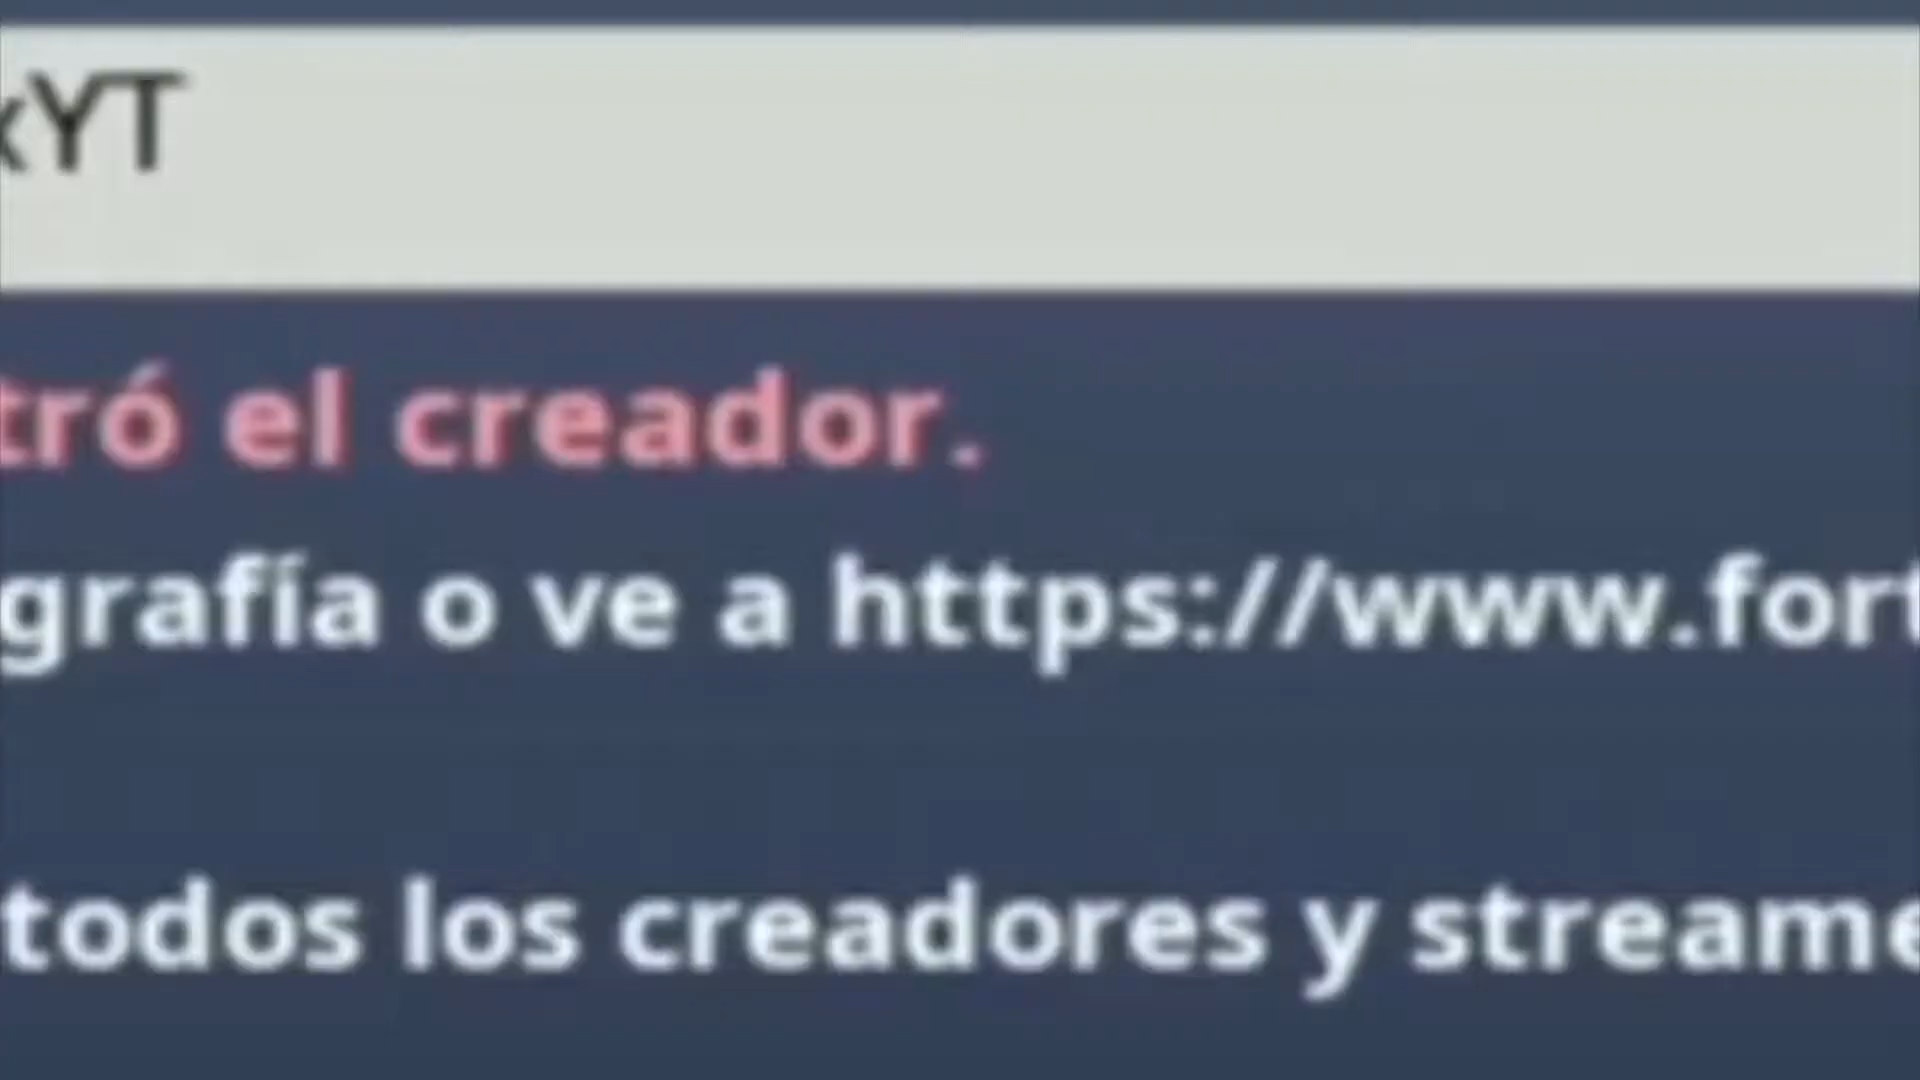 xYT
tró el creador.
grafía o ve a https://www.fort
todos los creadores y streame